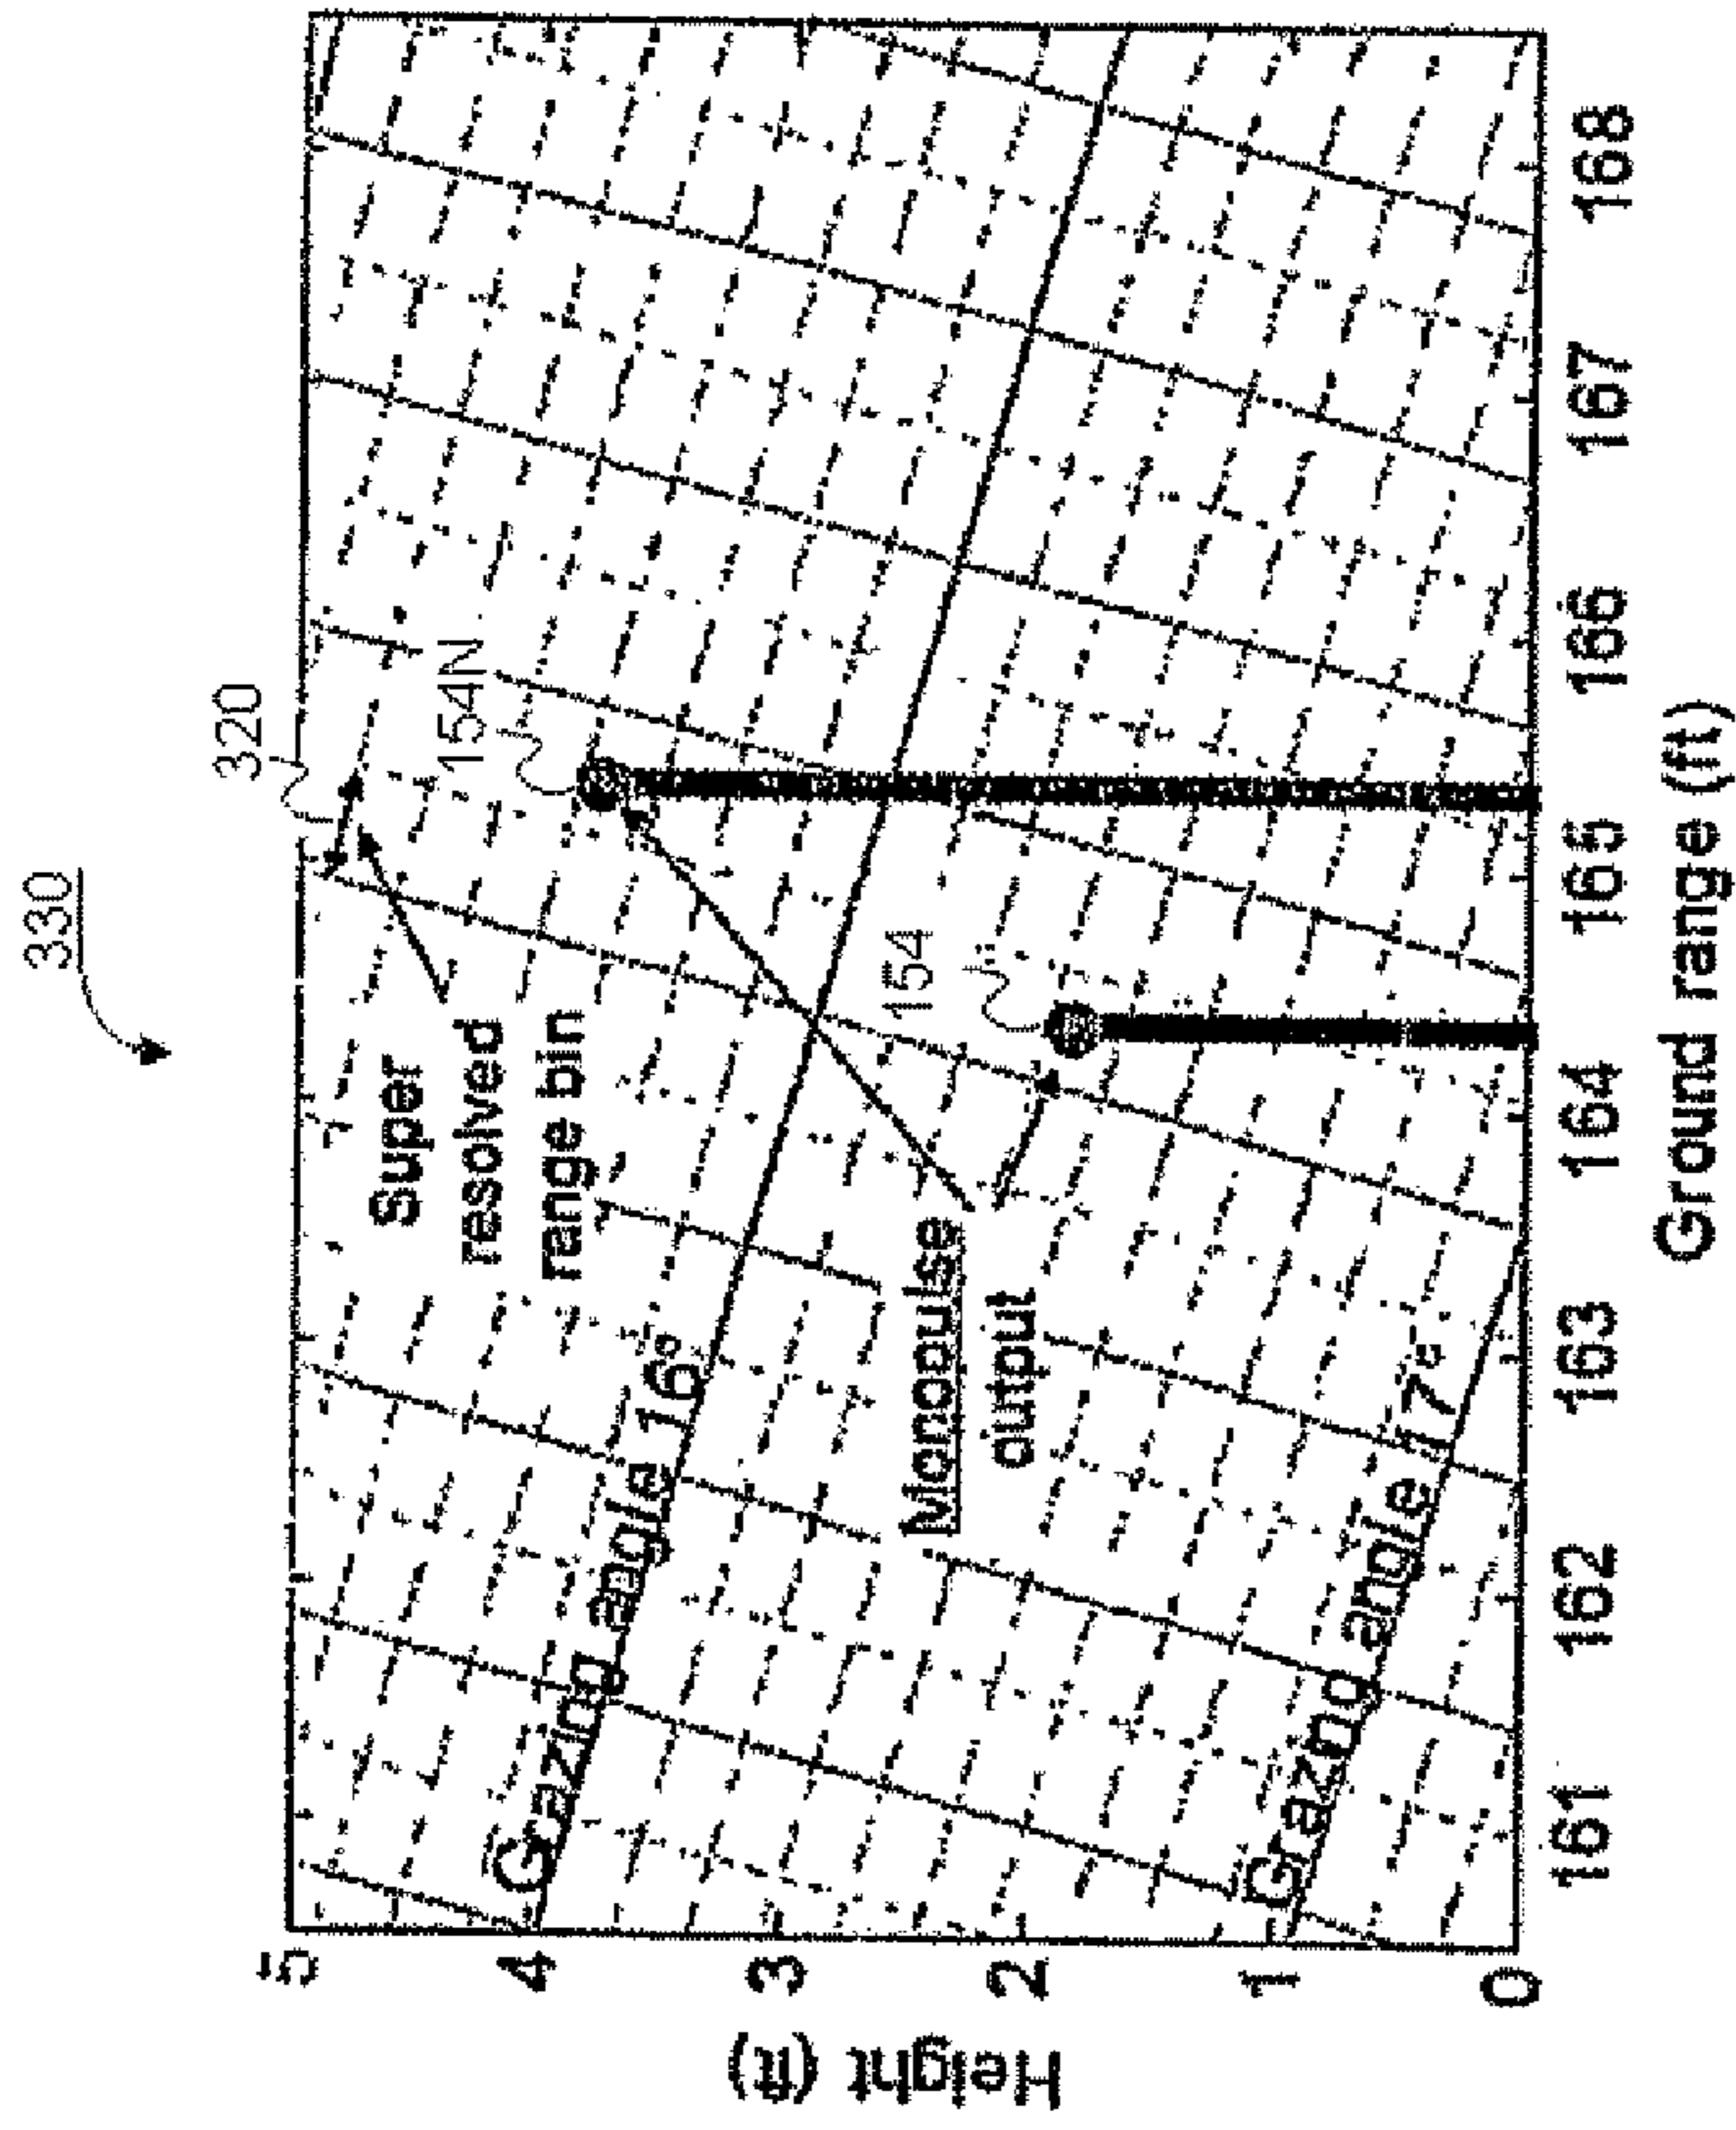 330
320
154N
Super
resolved
range bin
Grazing angle 16°
154
Monopulse
output
Grazing angle 17°
5
4
3
2
1
0
Height (ft)
161
162
163
164
165
166
167
168
Ground range (ft)